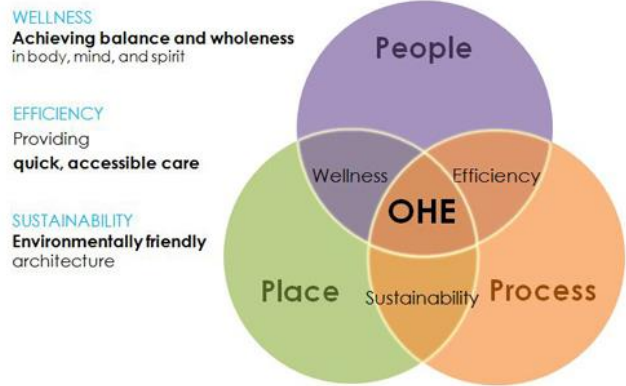 WELLNESS
Achieving balance and wholeness
in body, mind, and spirit
EFFICIENCY
Providing
quick, accessible care
SUSTAINABILITY
Environmentally friendly
architecture
People
Wellness
Efficiency
OHE
Place
Sustainability
Process